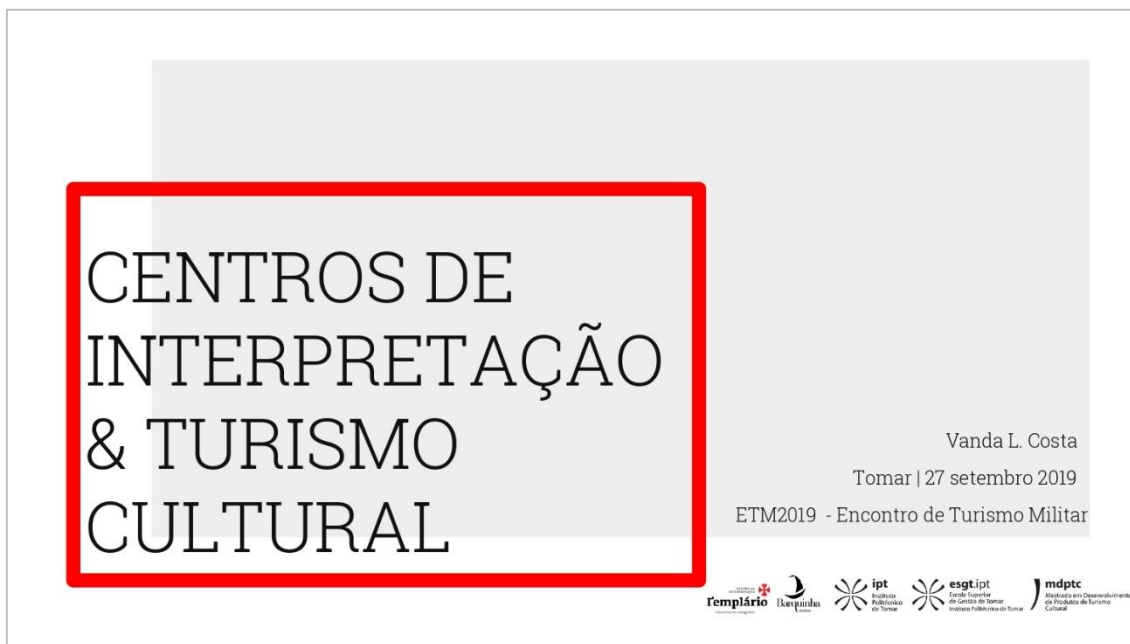 CENTROS DE
INTERPRETAÇÃO
& TURISMO
CULTURAL
Vanda L. Costa
Tomar | 27 setembro 2019
ETM2019 - Encontro de Turismo Militar
Templário
Barquinha
ipt
Instituto
Politécnico
de Tomar
esgt.ipt
Escola Superior
de Gestão de Tomar
Instituto Politécnico de Tomar
mdptc
Mestrado em Desenvolvimento
de Produtos de Turismo
Cultural